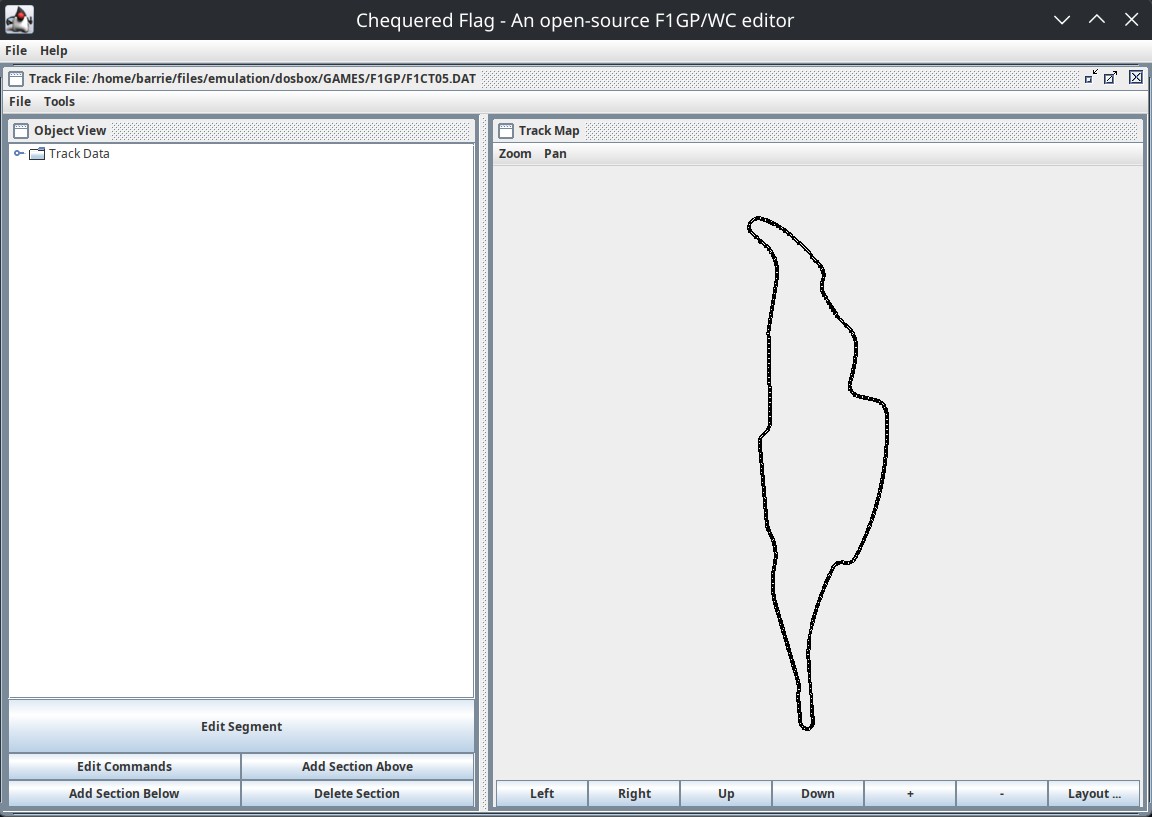 Chequered Flag - An open-source F1GP/WC editor
File Help
Track File: /home/barrie/files/emulation/dosbox/GAMES/F1GP/F1CT05.DAT
File Tools
Object View
Track Data
Edit Segment
Edit Commands Add Section Above
Add Section Below Delete Section
Track Map
Zoom Pan
Left Right Up Down + - Layout ...